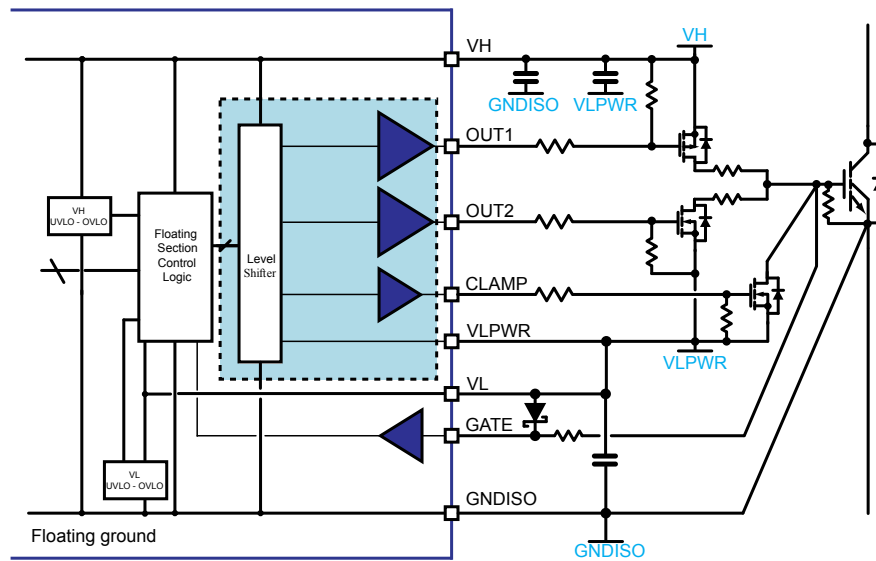 VH
VH
GNDISO
VLPWR
OUT1
OUT2
VH
UVLO - OVLO
Floating
Section
Control
Logic
Level
Shifter
CLAMP
VLPWR
VLPWR
VL
GATE
VL
UVLO - OVLO
GNDISO
Floating ground
GNDISO